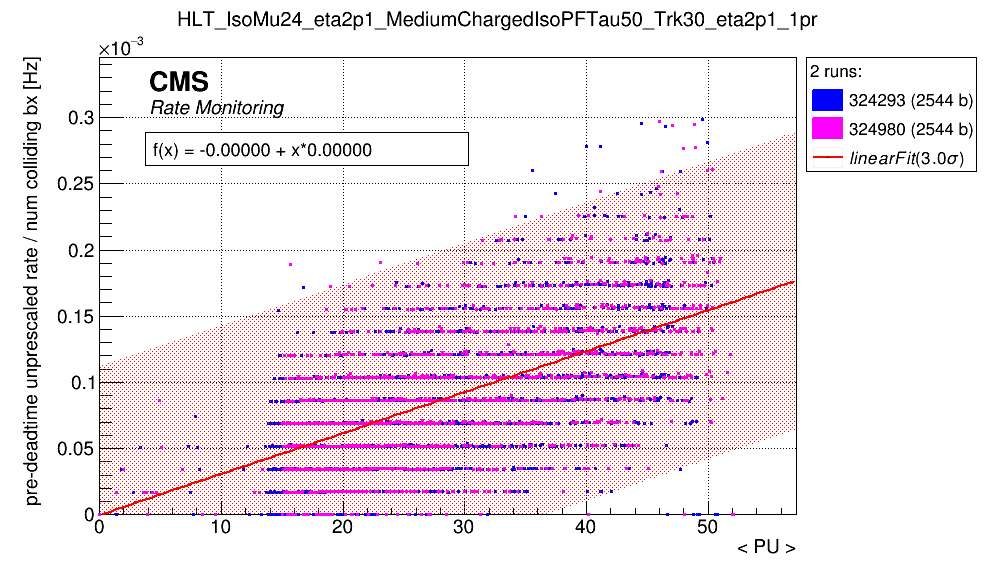 HLT_IsoMu24_eta2p1_MediumChargedIsoPFTau50_Trk30_eta2p1_1pr
×10⁻³
CMS
Rate Monitoring
f(x) = -0.00000 + x*0.00000
2 runs:
324293 (2544 b)
324980 (2544 b)
linearFit(3.0σ)
pre-deadtime unprescaled rate / num colliding bx [Hz]
0.3
0.25
0.2
0.15
0.1
0.05
0
0 10 20 30 40 50
< PU >